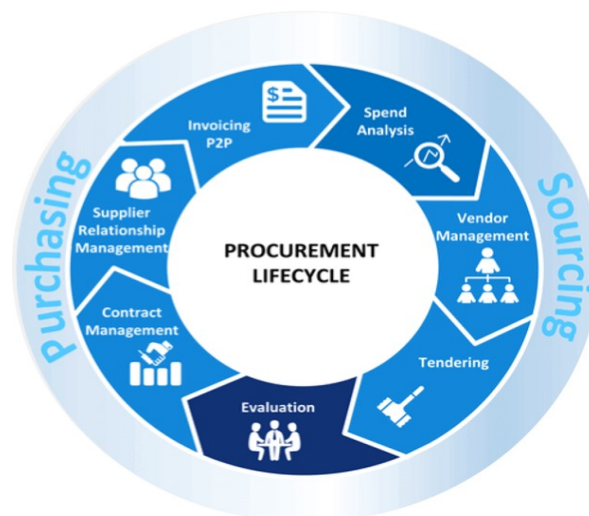 PROCUREMENT
LIFECYCLE
Spend
Analysis
Vendor
Management
Tendering
Evaluation
Contract
Management
Supplier
Relationship
Management
Invoicing
P2P
$
Sourcing
Purchasing